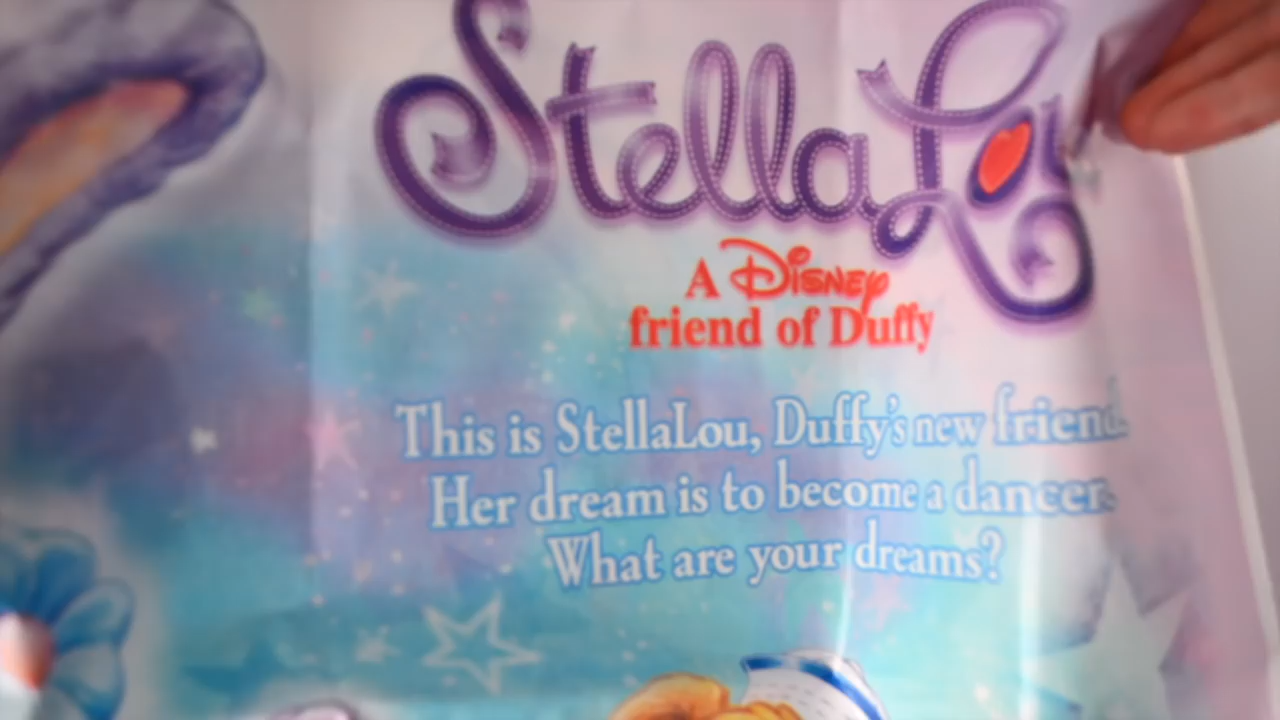 StellaLou
A Disney
friend of Duffy
This is StellaLou, Duffy's new friend.
Her dream is to become a dancer.
What are your dreams?